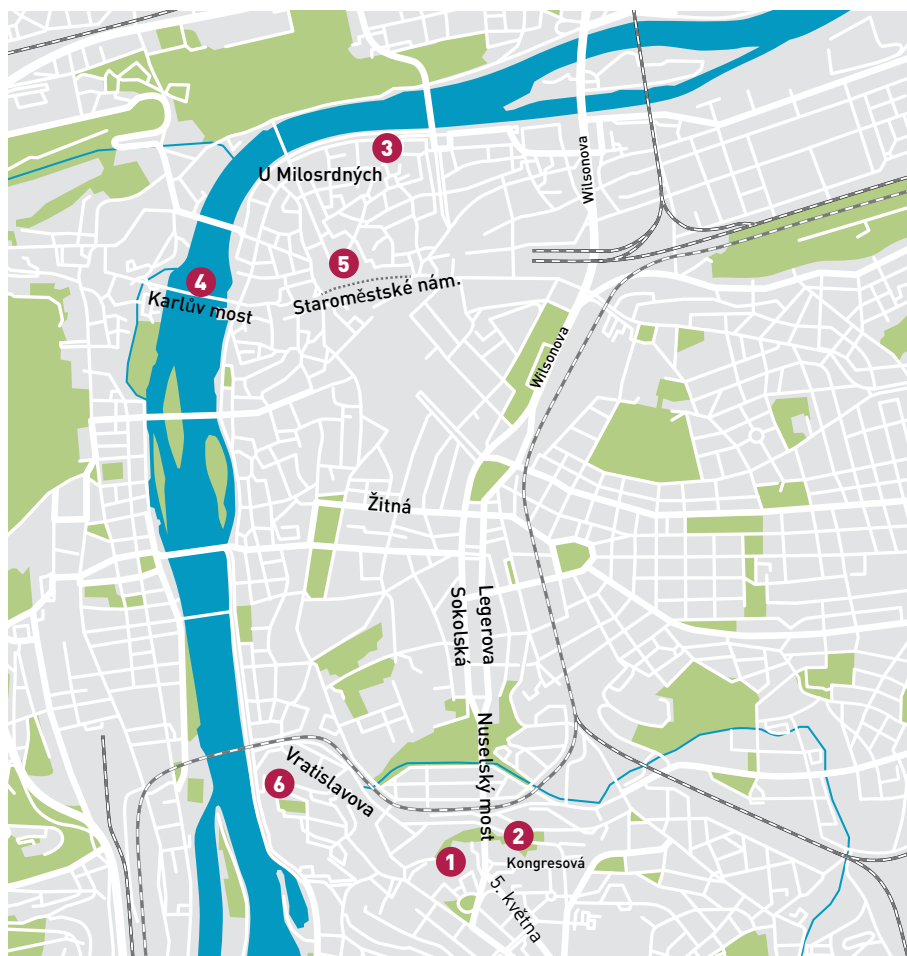 3
U Milosrdných
Wilsonova
5
4
Staroměstské nám.
Karlův most
Wilsonova
Žitná
Legerova
Sokolská
Nuselský most
Vratislavova
6
2
1
Kongresová
5. května